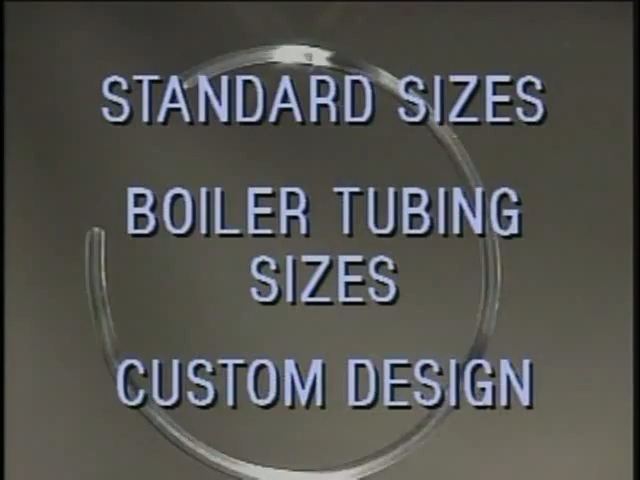 STANDARD SIZES
BOILER TUBING
SIZES
CUSTOM DESIGN